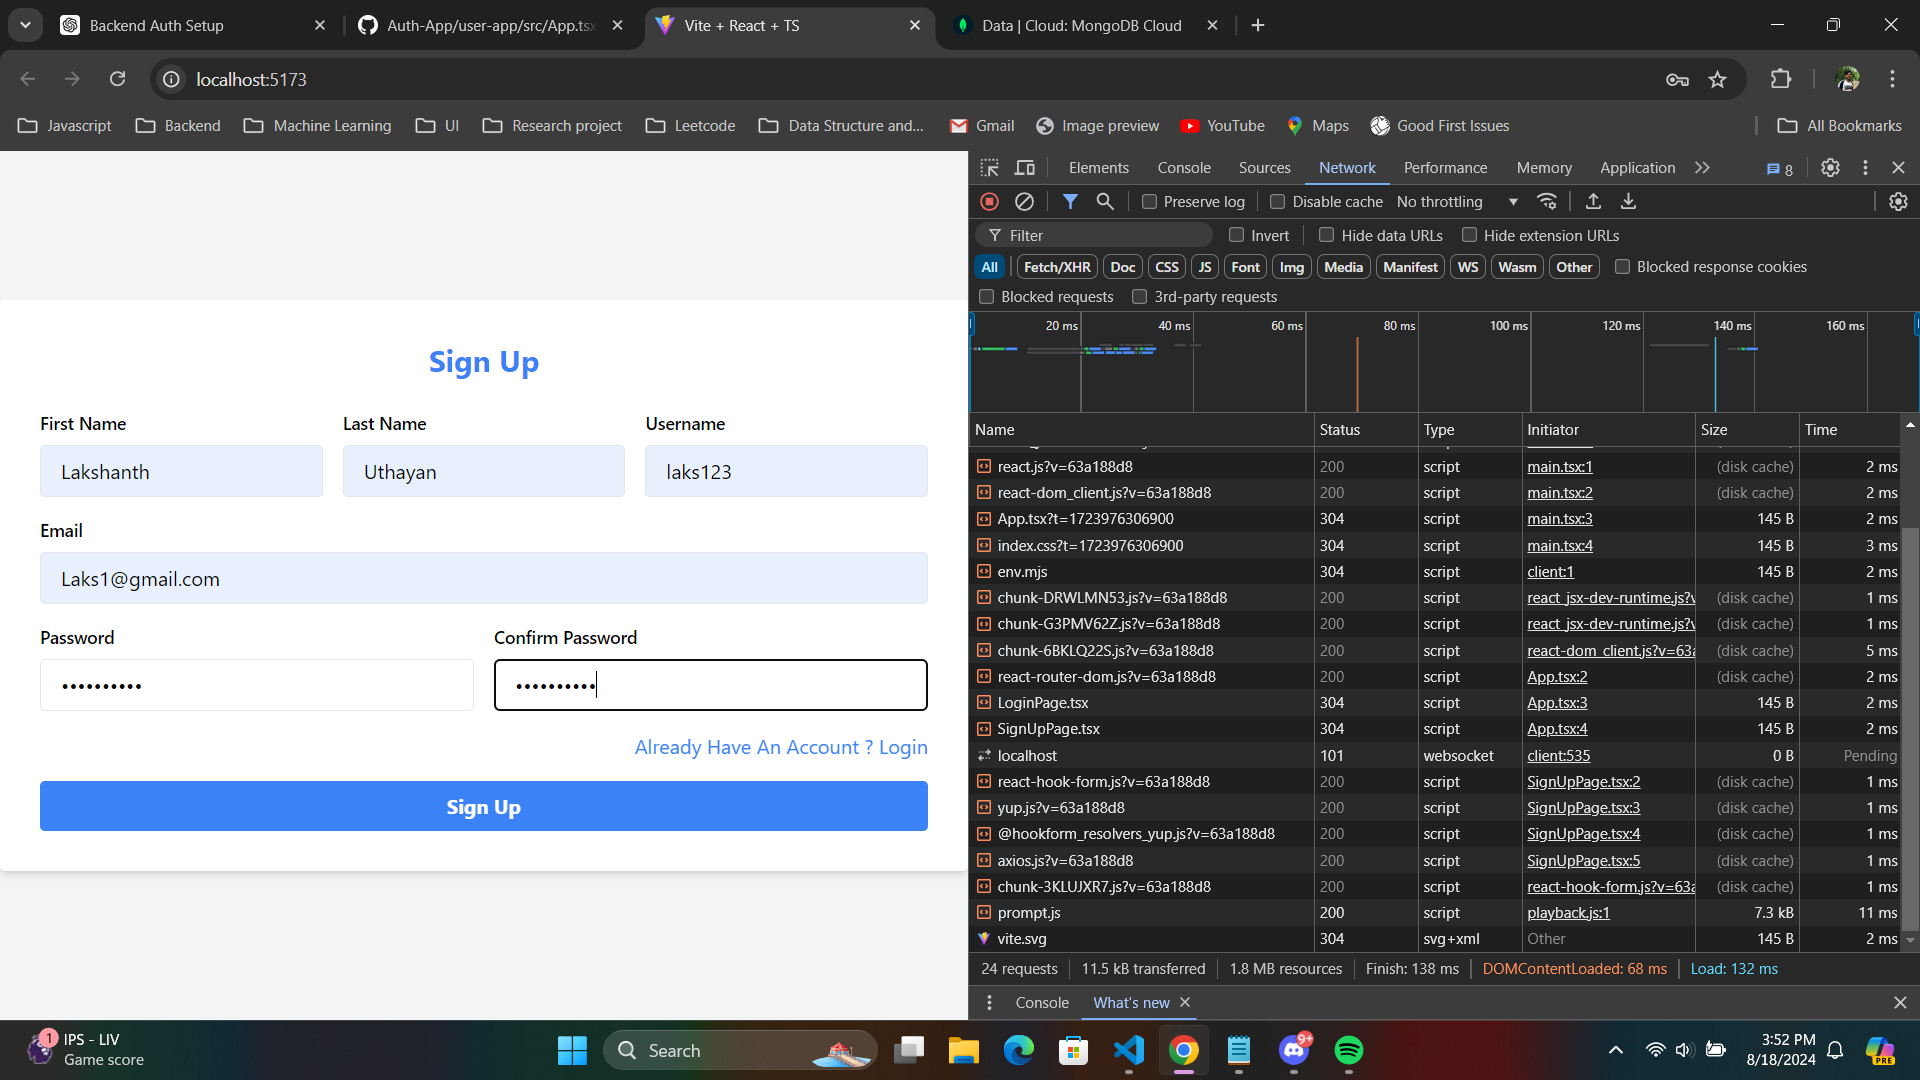 Backend Auth Setup
Auth-App/user-app/src/App.tsx
Vite + React + TS
Data | Cloud: MongoDB Cloud
localhost:5173
Javascript Backend Machine Learning UI Research project Leetcode Data Structure and... Gmail Image preview YouTube Maps Good First Issues All Bookmarks
Sign Up
First Name Last Name Username
Lakshanth Uthayan laks123
Email
Laks1@gmail.com
Password Confirm Password
•••••••••• ••••••••••
Already Have An Account ? Login
Sign Up
Elements Console Sources Network Performance Memory Application 8
Preserve log Disable cache No throttling
Filter Invert Hide data URLs Hide extension URLs
All Fetch/XHR Doc CSS JS Font Img Media Manifest WS Wasm Other Blocked response cookies
Blocked requests 3rd-party requests
20 ms 40 ms 60 ms 80 ms 100 ms 120 ms 140 ms 160 ms
Name Status Type Initiator Size Time
react.js?v=63a188d8 200 script main.tsx:1 (disk cache) 2 ms
react-dom_client.js?v=63a188d8 200 script main.tsx:2 (disk cache) 2 ms
App.tsx?t=1723976306900 304 script main.tsx:3 145 B 2 ms
index.css?t=1723976306900 304 script main.tsx:4 145 B 3 ms
env.mjs 304 script client:1 145 B 2 ms
chunk-DRWLMN53.js?v=63a188d8 200 script react_jsx-dev-runtime.js?v (disk cache) 1 ms
chunk-G3PMV62Z.js?v=63a188d8 200 script react_jsx-dev-runtime.js?v (disk cache) 1 ms
chunk-6BKLQ22S.js?v=63a188d8 200 script react-dom_client.js?v=63a (disk cache) 5 ms
react-router-dom.js?v=63a188d8 200 script App.tsx:2 (disk cache) 2 ms
LoginPage.tsx 304 script App.tsx:3 145 B 2 ms
SignUpPage.tsx 304 script App.tsx:4 145 B 2 ms
localhost 101 websocket client:535 0 B Pending
react-hook-form.js?v=63a188d8 200 script SignUpPage.tsx:2 (disk cache) 1 ms
yup.js?v=63a188d8 200 script SignUpPage.tsx:3 (disk cache) 1 ms
@hookform_resolvers_yup.js?v=63a188d8 200 script SignUpPage.tsx:4 (disk cache) 1 ms
axios.js?v=63a188d8 200 script SignUpPage.tsx:5 (disk cache) 1 ms
chunk-3KLUJXR7.js?v=63a188d8 200 script react-hook-form.js?v=63a (disk cache) 1 ms
prompt.js 200 script playback.js:1 7.3 kB 11 ms
vite.svg 304 svg+xml Other 145 B 2 ms
24 requests 11.5 kB transferred 1.8 MB resources Finish: 138 ms DOMContentLoaded: 68 ms Load: 132 ms
Console What's new
1 IPS - LIV
Game score
Search
9+
PRE
3:52 PM
8/18/2024